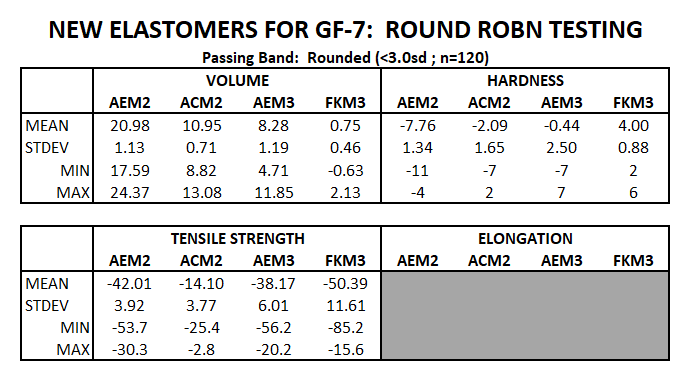 NEW ELASTOMERS FOR GF-7: ROUND ROBN TESTING
Passing Band: Rounded (<3.0sd ; n=120)
VOLUME HARDNESS
AEM2 ACM2 AEM3 FKM3 AEM2 ACM2 AEM3 FKM3
MEAN 20.98 10.95 8.28 0.75 -7.76 -2.09 -0.44 4.00
STDEV 1.13 0.71 1.19 0.46 1.34 1.65 2.50 0.88
MIN 17.59 8.82 4.71 -0.63 -11 -7 -7 2
MAX 24.37 13.08 11.85 2.13 -4 2 7 6
TENSILE STRENGTH ELONGATION
AEM2 ACM2 AEM3 FKM3 AEM2 ACM2 AEM3 FKM3
MEAN -42.01 -14.10 -38.17 -50.39
STDEV 3.92 3.77 6.01 11.61
MIN -53.7 -25.4 -56.2 -85.2
MAX -30.3 -2.8 -20.2 -15.6